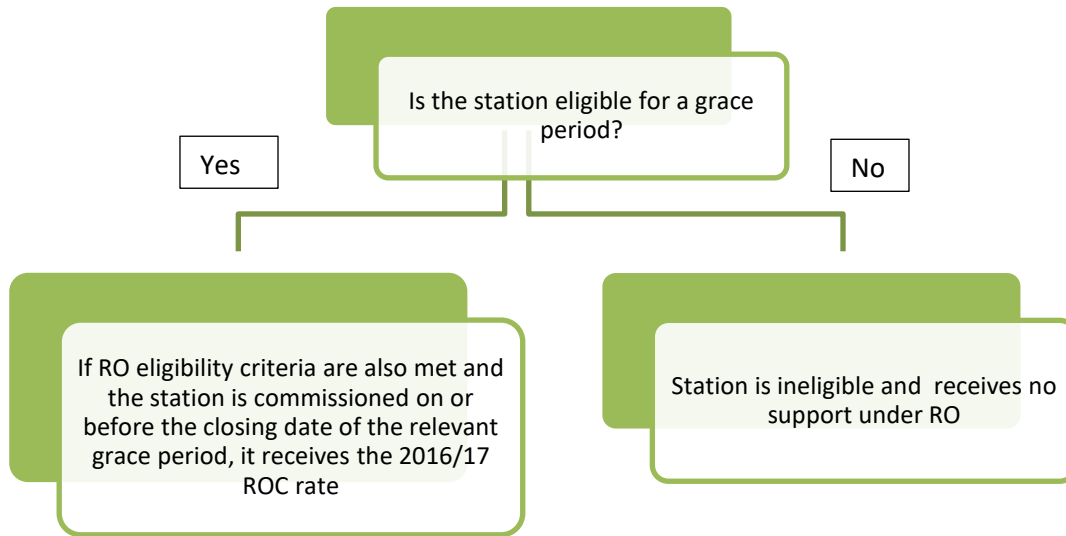 Is the station eligible for a grace
period?
Yes
No
If RO eligibility criteria are also met and
the station is commissioned on or
before the closing date of the relevant
grace period, it receives the 2016/17
ROC rate
Station is ineligible and  receives no
support under RO